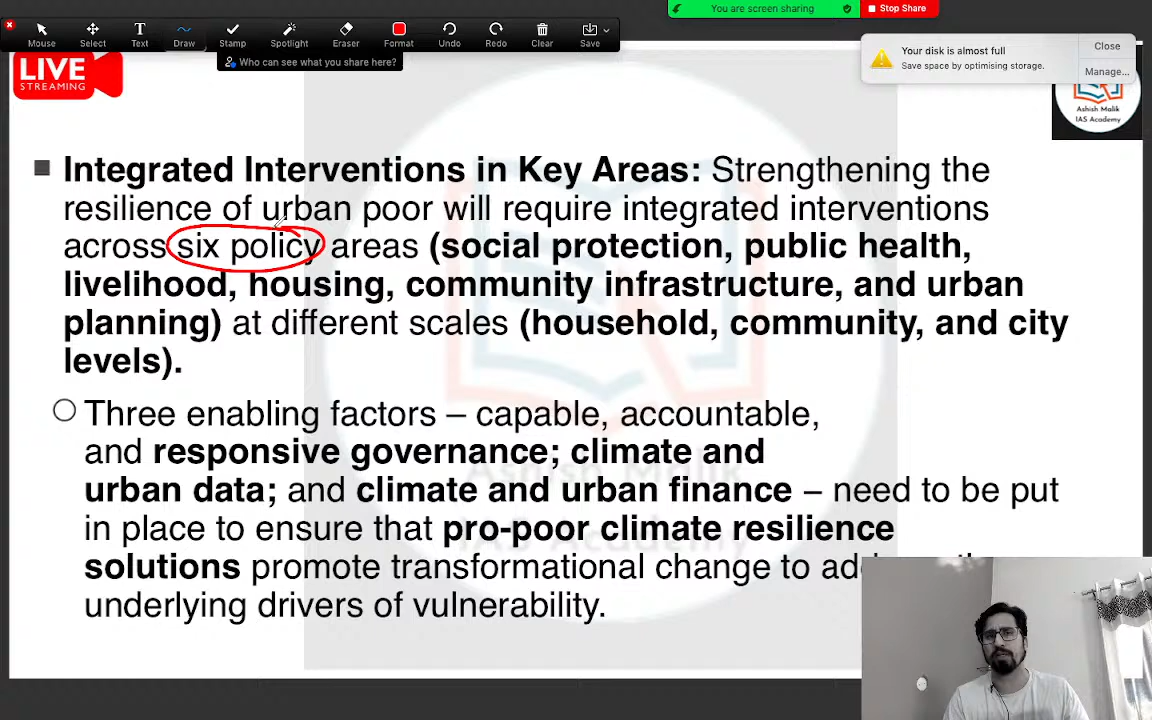 You are screen sharing
Stop Share
Mouse
Select
Text
Draw
Stamp
Spotlight
Eraser
Format
Undo
Redo
Clear
Save
Who can see what you share here?
Your disk is almost full
Save space by optimising storage.
Close
Manage...
LIVE
STREAMING
Ashish Malik
IAS Academy
Integrated Interventions in Key Areas: Strengthening the
resilience of urban poor will require integrated interventions
across six policy areas (social protection, public health,
livelihood, housing, community infrastructure, and urban
planning) at different scales (household, community, and city
levels).
Three enabling factors – capable, accountable,
and responsive governance; climate and
urban data; and climate and urban finance – need to be put
in place to ensure that pro-poor climate resilience
solutions promote transformational change to
underlying drivers of vulnerability.
Ashish Malik
IAS Academy